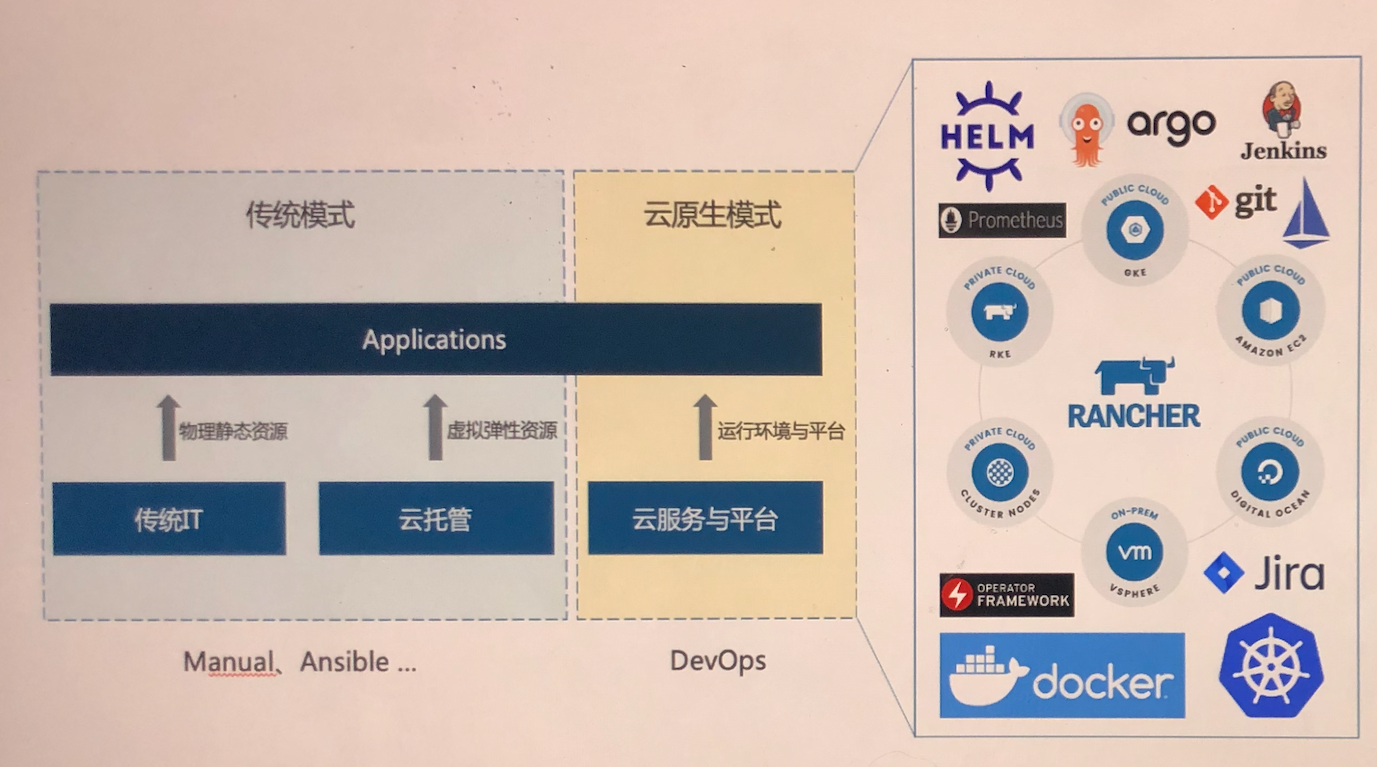 传统模式
云原生模式
Applications
物理静态资源
虚拟弹性资源
运行环境与平台
传统IT
云托管
云服务与平台
Manual、Ansible ...
DevOps
HELM
argo
Jenkins
Prometheus
git
PUBLIC CLOUD
GKE
PRIVATE CLOUD
RKE
PUBLIC CLOUD
AMAZON EC2
RANCHER
PRIVATE CLOUD
CLUSTER NODES
PUBLIC CLOUD
DIGITAL OCEAN
ON-PREM
vm
VSPHERE
OPERATOR
FRAMEWORK
Jira
docker